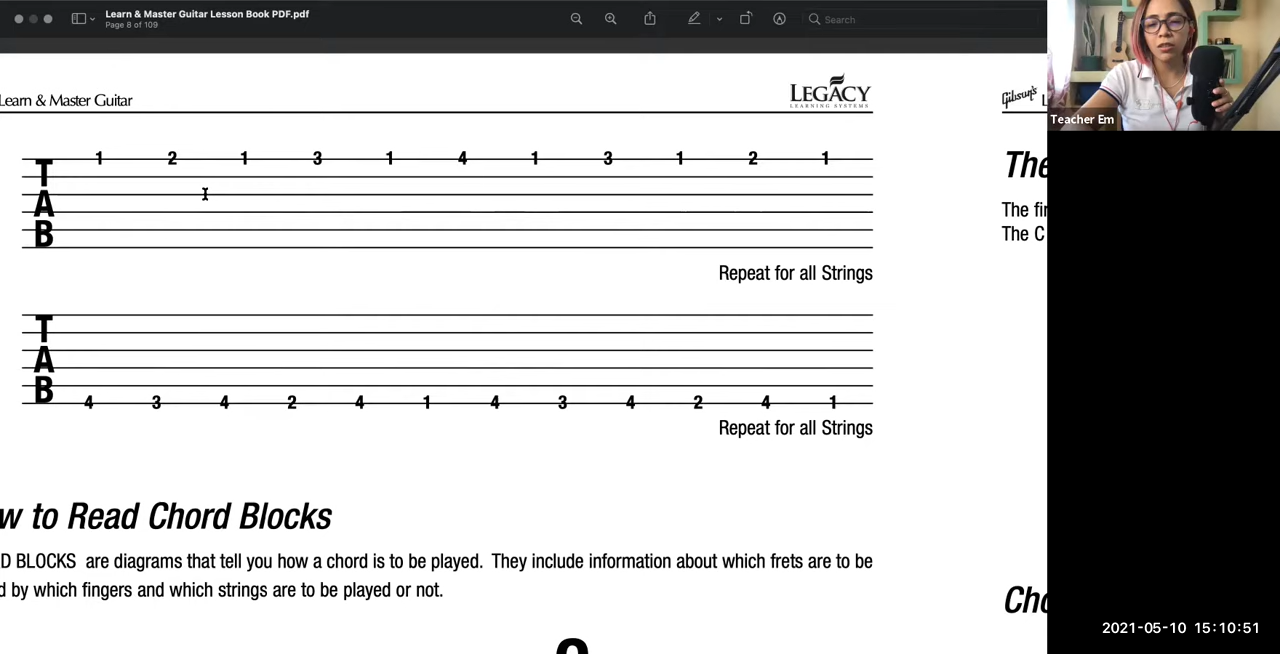 Learn & Master Guitar Lesson Book PDF.pdf
Page 8 of 109
Search
Teacher Em
Learn & Master Guitar
LEGACY
LEARNING SYSTEMS
Gibson's
T A B
1 2 1 3 1 4 1 3 1 2 1
Repeat for all Strings
T A B
4 3 4 2 4 1 4 3 4 2 4 1
Repeat for all Strings
w to Read Chord Blocks
D BLOCKS are diagrams that tell you how a chord is to be played. They include information about which frets are to be
d by which fingers and which strings are to be played or not.
The
The fir
The C
Cho
2021-05-10 15:10:51